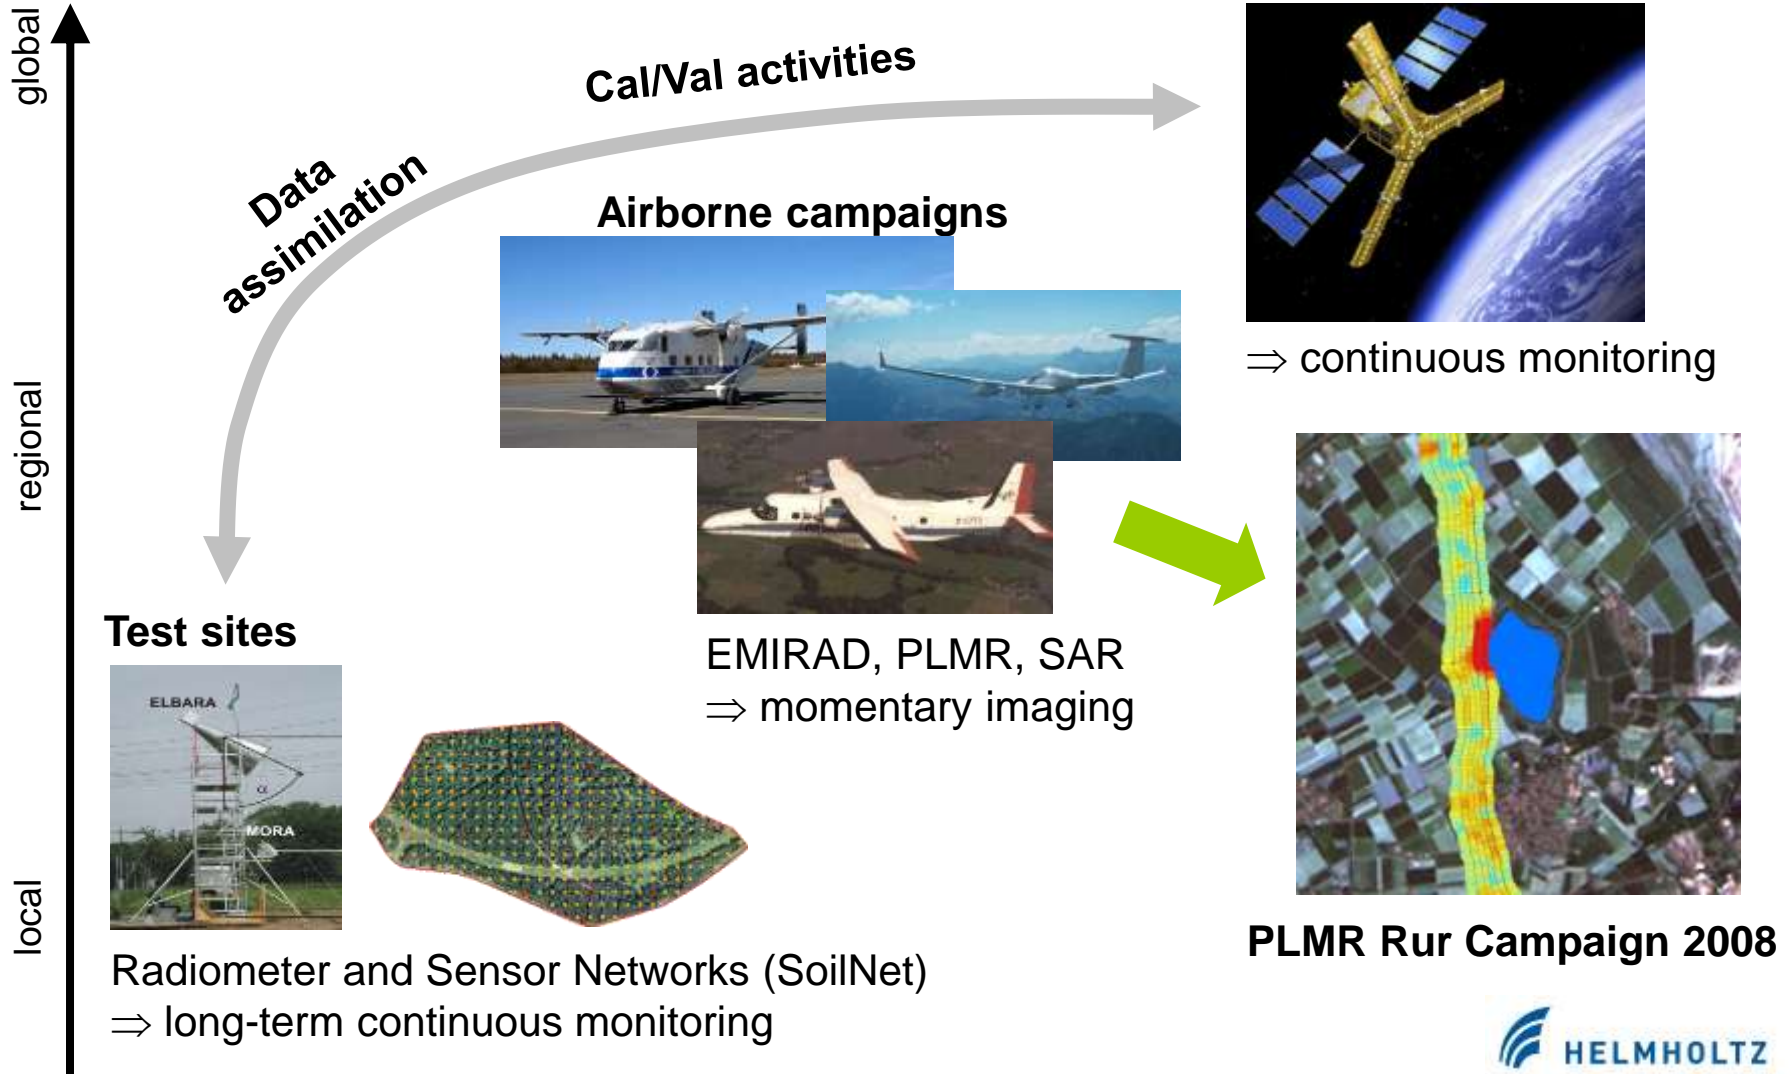 global
regional
local
Cal/Val activities
Data
assimilation
Airborne campaigns
⇒ continuous monitoring
EMIRAD, PLMR, SAR
⇒ momentary imaging
Test sites
ELBARA
α
MORA
Radiometer and Sensor Networks (SoilNet)
⇒ long-term continuous monitoring
PLMR Rur Campaign 2008
HELMHOLTZ